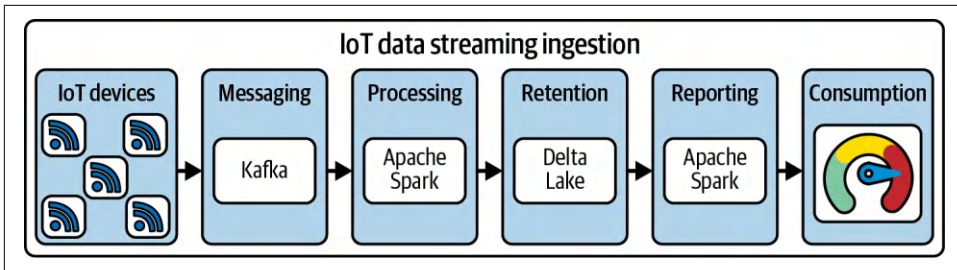 IoT data streaming ingestion
IoT devices
Messaging
Processing
Retention
Reporting
Consumption
Kafka
Apache
Spark
Delta
Lake
Apache
Spark